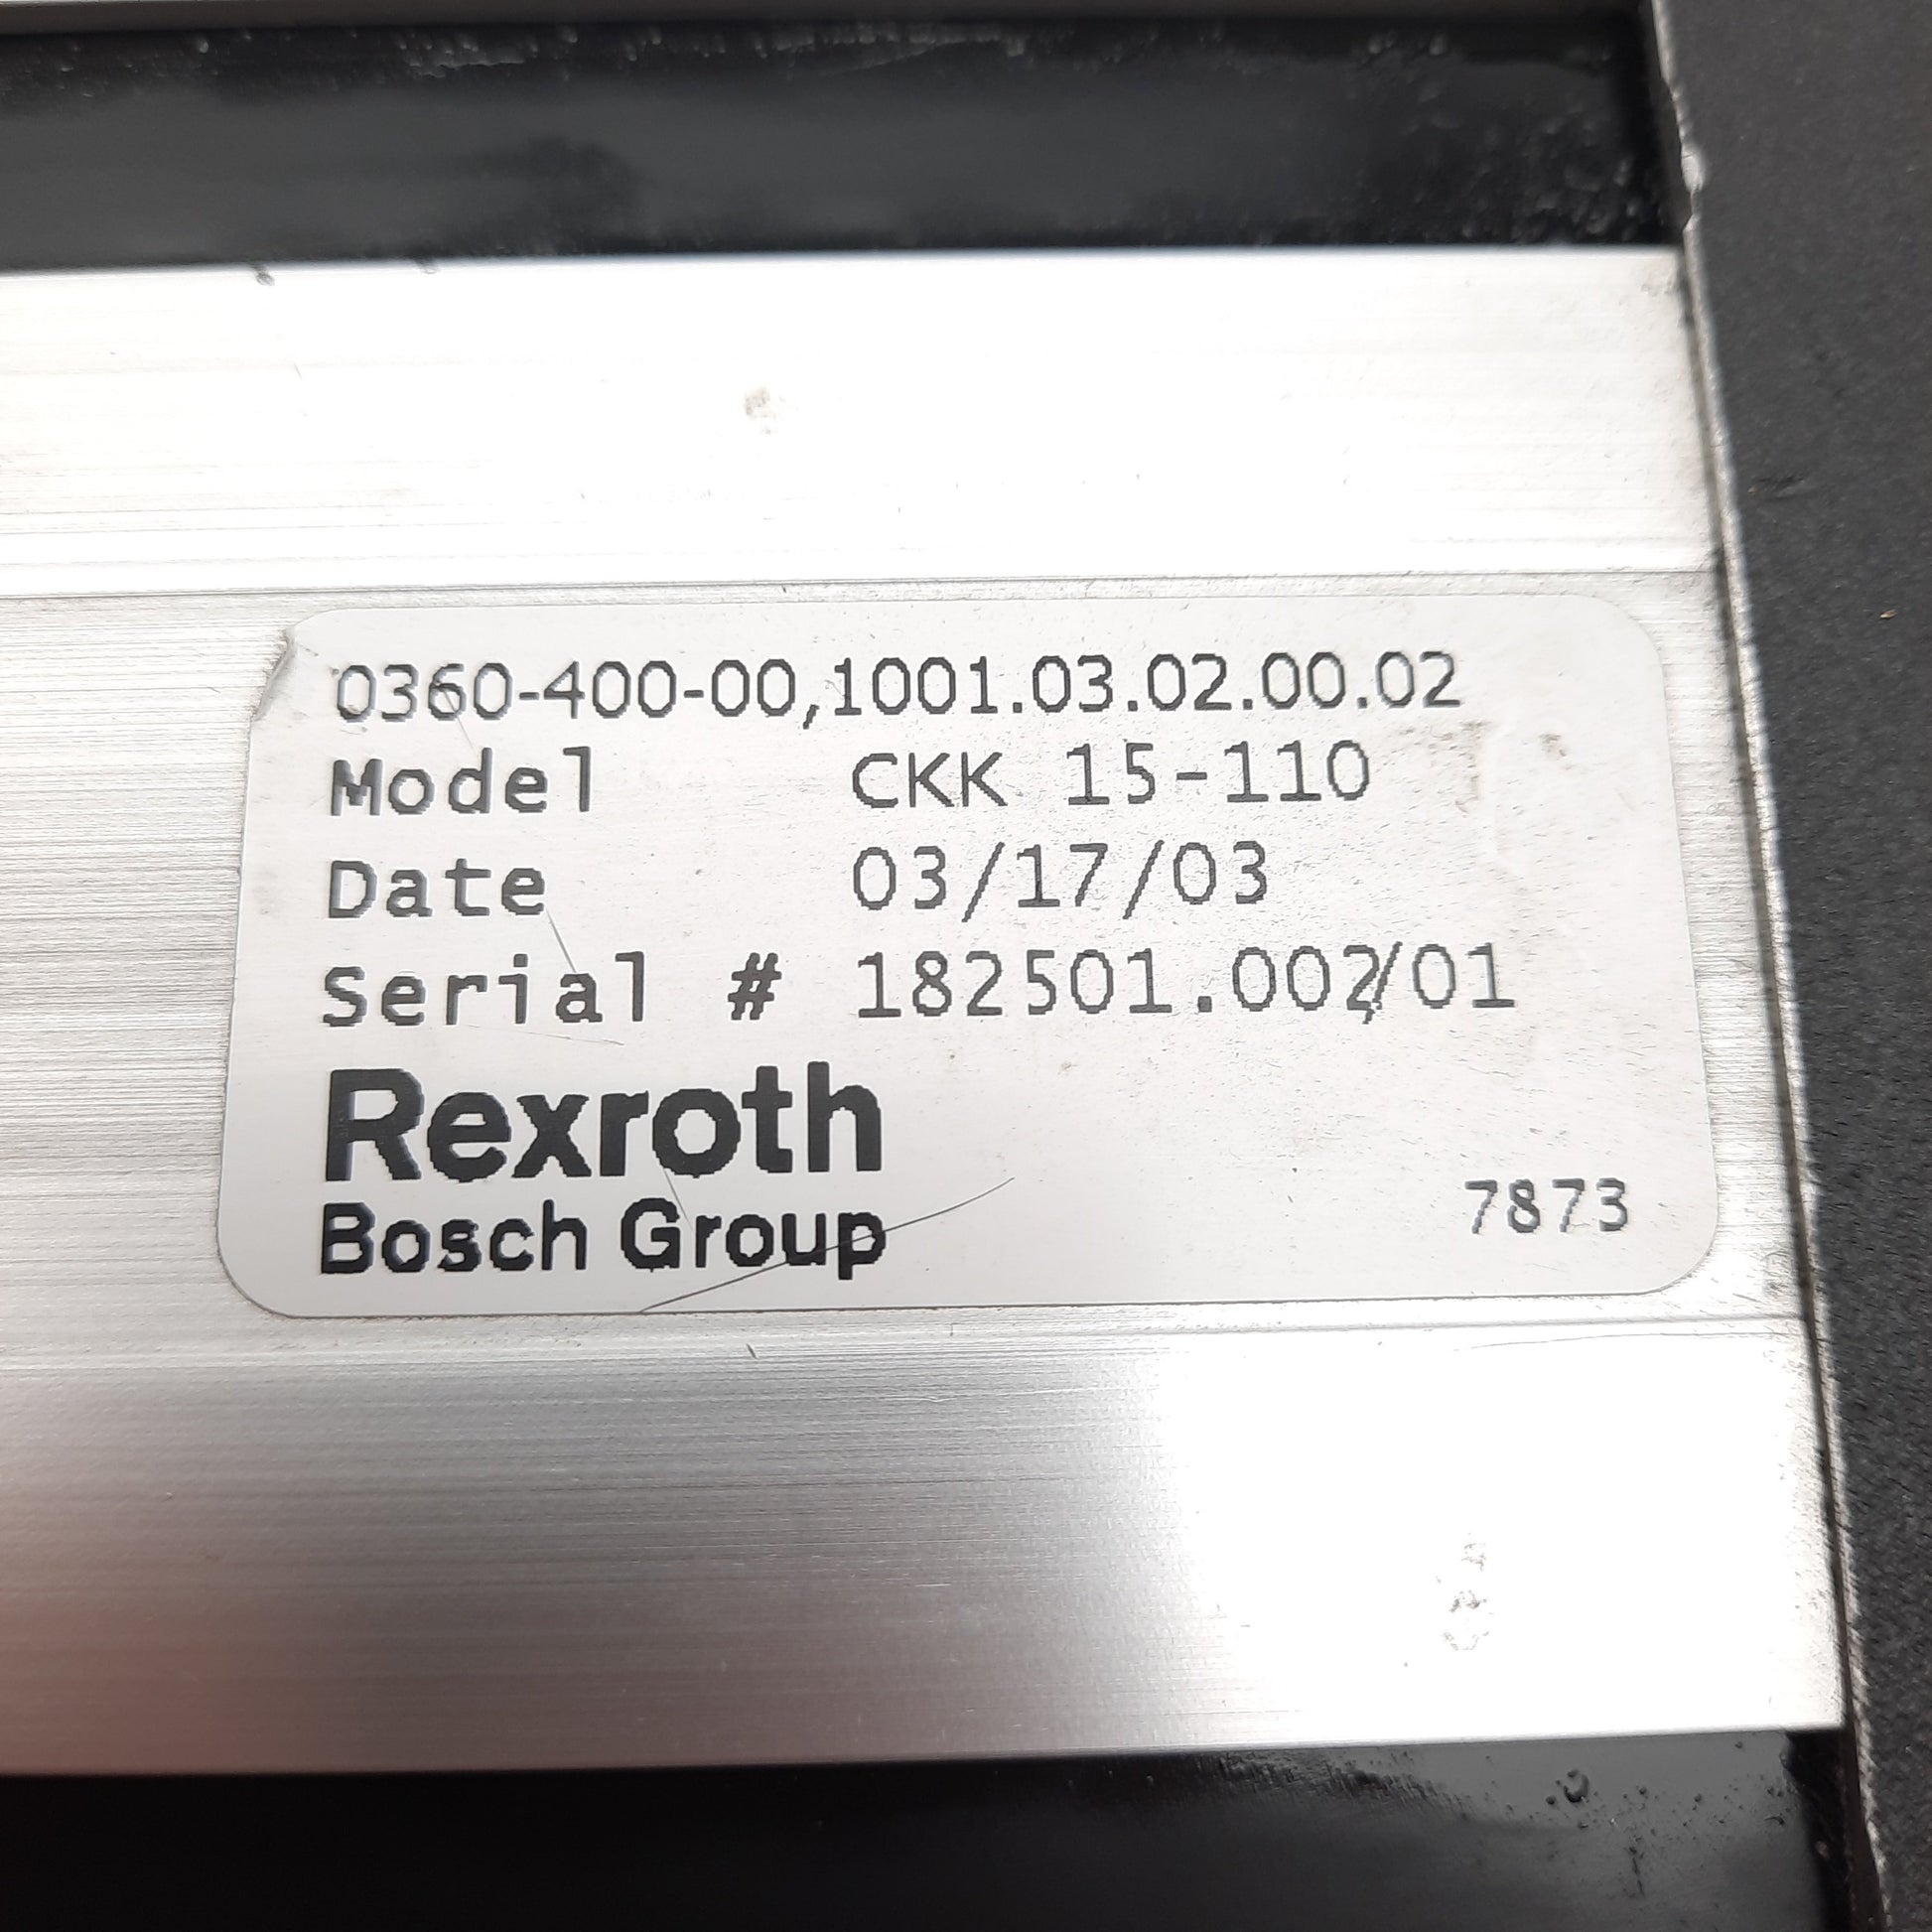 0360-400-00,1001.03.02.00.02
Model CKK 15-110
Date 03/17/03
Serial # 182501.002/01
Rexroth
Bosch Group
7873